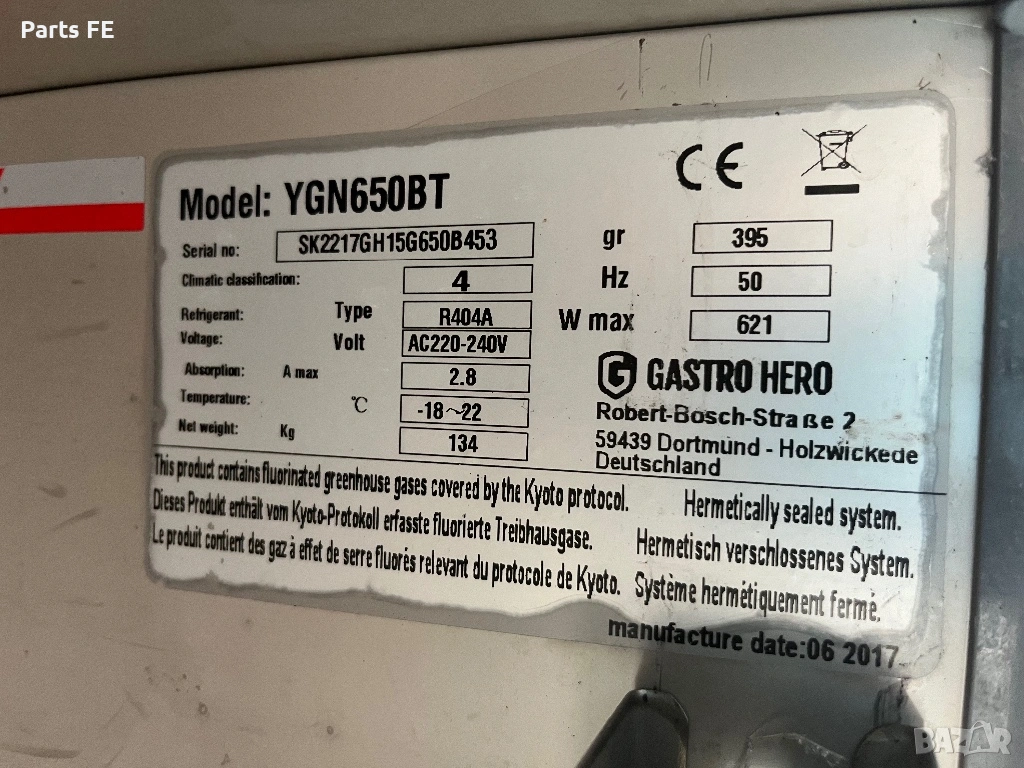 Parts FE
CE
Model: YGN650BT
Serial no: SK2217GH15G650B453 gr 395
Climatic classification: 4 Hz 50
Refrigerant: Type R404A W max 621
Voltage: Volt AC220-240V
Absorption: A max 2.8
Temperature: °C -18~-22
Net weight: Kg 134
G GASTRO HERO
Robert-Bosch-Straße 2
59439 Dortmund - Holzwickede
Deutschland
This product contains fluorinated greenhouse gases covered by the Kyoto protocol. Hermetically sealed system.
Dieses Produkt enthält vom Kyoto-Protokoll erfasste fluorierte Treibhausgase. Hermetisch verschlossenes System.
Le produit contient des gaz à effet de serre fluorés relevant du protocole de Kyoto. Système hermétiquement fermé.
manufacture date:06 2017
BAZAR